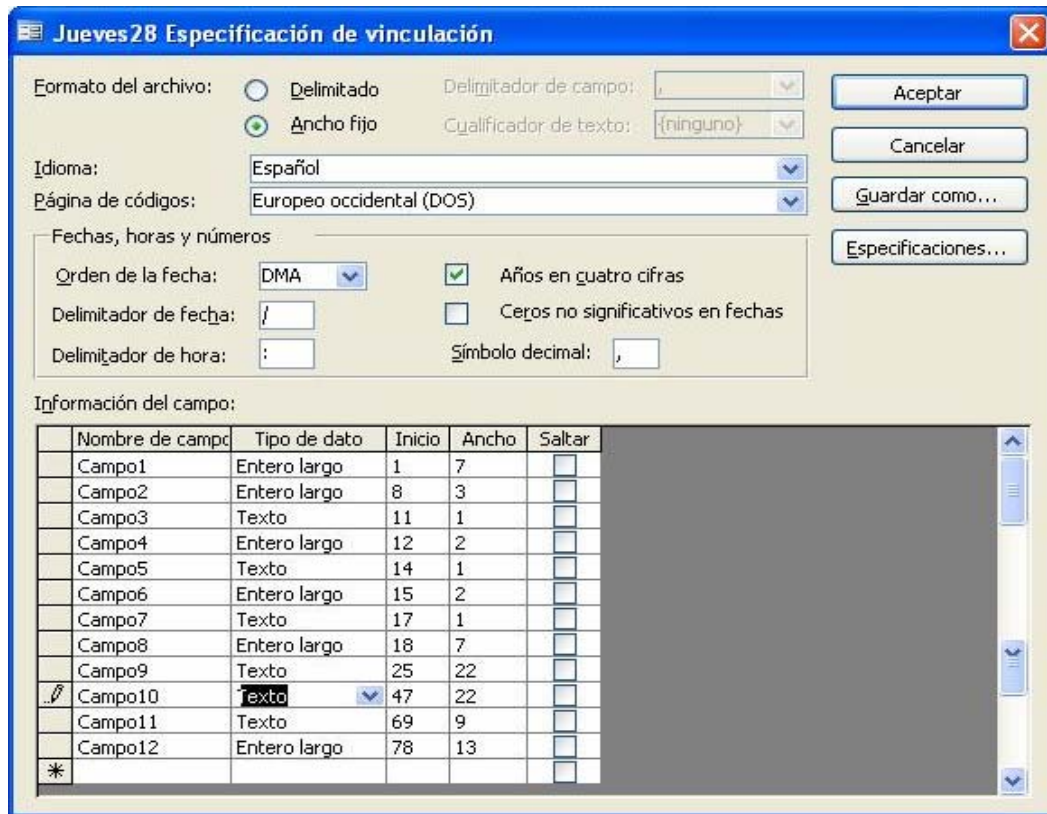 Jueves28 Especificación de vinculación
Formato del archivo: Delimitado Delimitador de campo: ,
Ancho fijo Cualificador de texto: {ninguno}
Aceptar
Cancelar
Idioma: Español
Página de códigos: Europeo occidental (DOS)
Guardar como...
Especificaciones...
Fechas, horas y números
Orden de la fecha: DMA Años en cuatro cifras
Delimitador de fecha: / Ceros no significativos en fechas
Delimitador de hora: : Símbolo decimal: ,
Información del campo:
Nombre de campo Tipo de dato Inicio Ancho Saltar
Campo1 Entero largo 1 7
Campo2 Entero largo 8 3
Campo3 Texto 11 1
Campo4 Entero largo 12 2
Campo5 Texto 14 1
Campo6 Entero largo 15 2
Campo7 Texto 17 1
Campo8 Entero largo 18 7
Campo9 Texto 25 22
Campo10 Texto 47 22
Campo11 Texto 69 9
Campo12 Entero largo 78 13